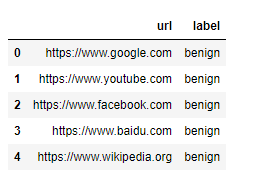 url label
0 https://www.google.com benign
1 https://www.youtube.com benign
2 https://www.facebook.com benign
3 https://www.baidu.com benign
4 https://www.wikipedia.org benign